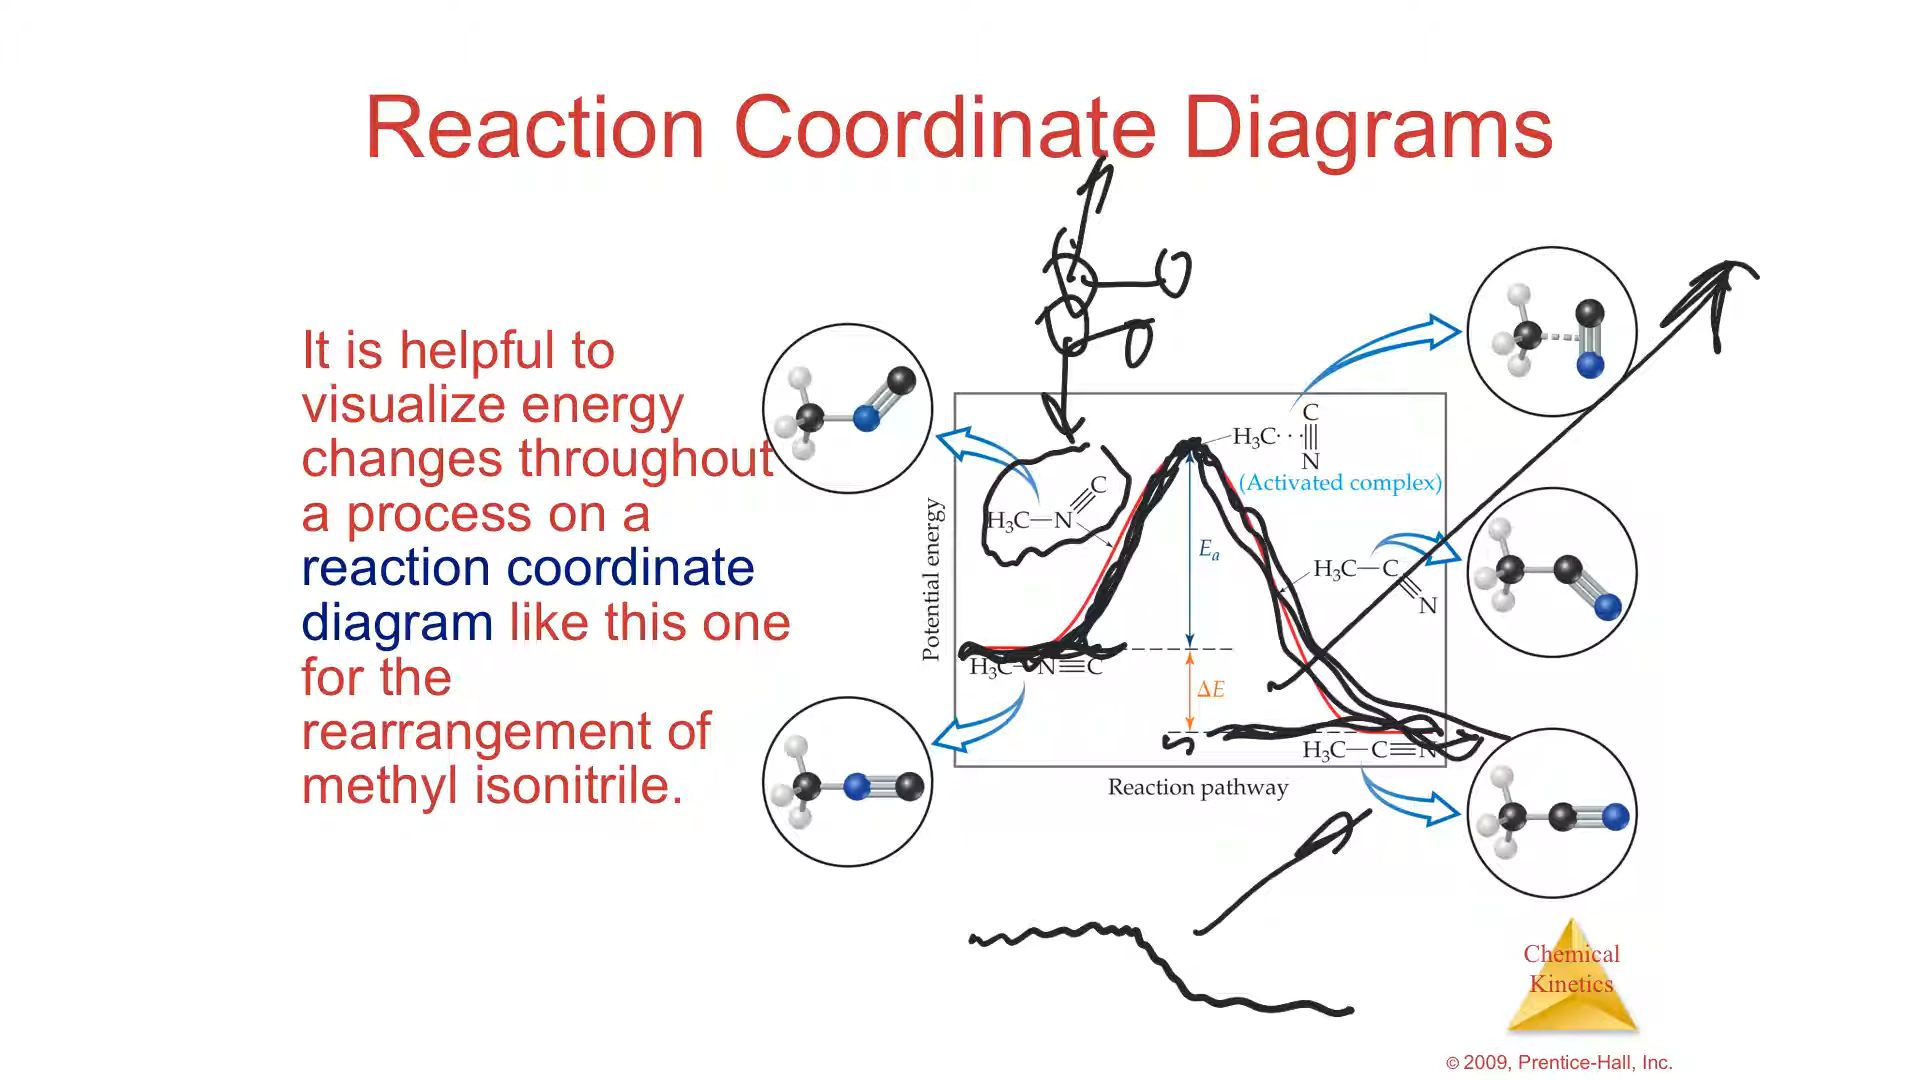 Reaction Coordinate Diagrams
It is helpful to
visualize energy
changes throughout
a process on a
reaction coordinate
diagram like this one
for the
rearrangement of
methyl isonitrile.
Potential energy
H₃C—N≡C
H₃C—N≡C
H₃C···C≡N
(Activated complex)
Eₐ
H₃C—C≡N
ΔE
H₃C—C≡N
Reaction pathway
Chemical
Kinetics
© 2009, Prentice-Hall, Inc.